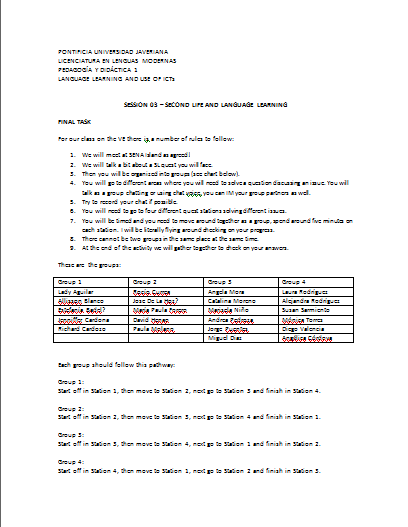 PONTIFICIA UNIVERSIDAD JAVERIANA
LICENCIATURA EN LENGUAS MODERNAS
PEDAGOGÍA Y DIDÁCTICA 1
LANGUAGE LEARNING AND USE OF ICTs
SESSION 03 – SECOND LIFE AND LANGUAGE LEARNING
FINAL TASK
For our class on the VE there is a number of rules to follow:
1. We will meet at SENA Island as agreed!
2. We will talk a bit about a SL quest you will face.
3. Then you will be organised into groups (see chart below).
4. You will go to different areas where you will need to solve a question discussing an issue. You will
talk as a group chatting or using chat voice, you can IM your group partners as well.
5. Try to record your chat if possible.
6. You will need to go to four different quest stations solving different issues.
7. You will be timed and you need to move around together as a group, spend around five minutes on
each station. I will be literally flying around checking on your progress.
8. There cannot be two groups in the same place at the same time.
9. At the end of the activity we will gather together to check on your answers.
These are the groups:
Group 1 Group 2 Group 3 Group 4
Lady Aguilar Rocío Angela Mora Laura Rodríguez
Blanco Jose De La Catalina Moreno Alejandra Rodríguez
María Paula Niño Susan Sarmiento
Jenniffer Cardona David Andrea Pedroza Mónica Torres
Richard Cardoso Paula Jorge Diego Valencia
Miguel Diaz Angélica Córdova
Each group should follow this pathway:
Group 1:
Start off in Station 1, then move to Station 2, next go to Station 3 and finish in Station 4.
Group 2:
Start off in Station 2, then move to Station 3, next go to Station 4 and finish in Station 1.
Group 3:
Start off in Station 3, then move to Station 4, next go to Station 1 and finish in Station 2.
Group 4:
Start off in Station 4, then move to Station 1, next go to Station 2 and finish in Station 3.